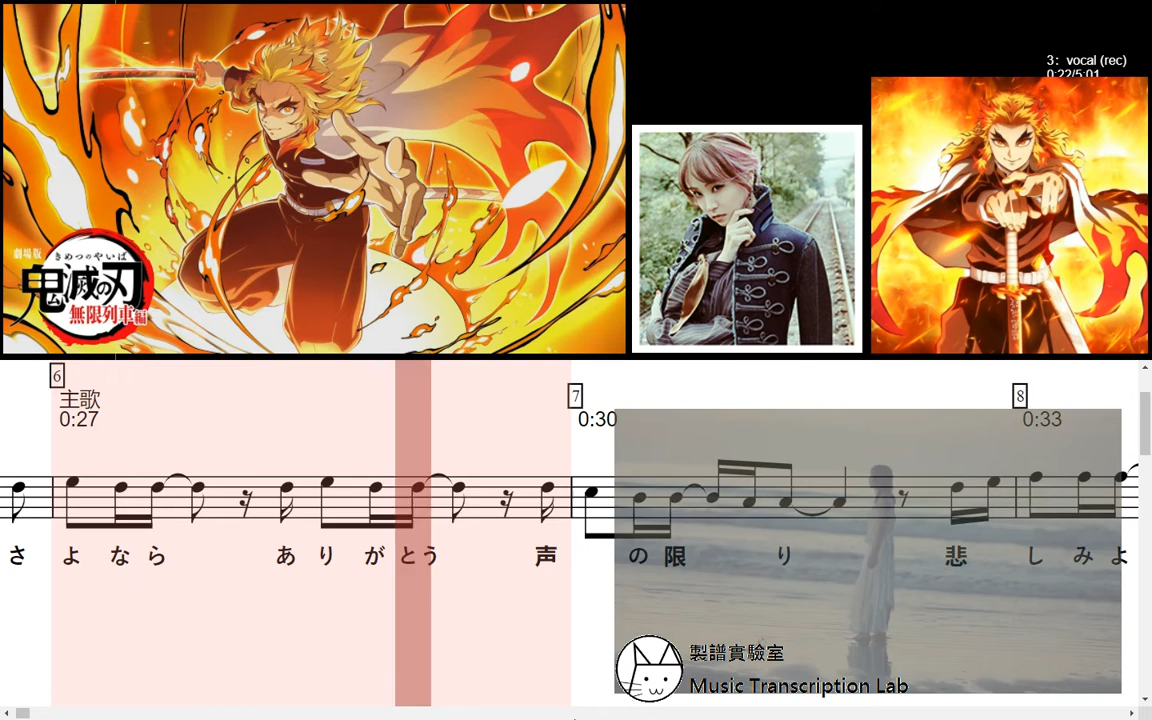 3: vocal (rec)
0:22/5:01
劇場版
きめつのやいば
鬼滅の刃
無限列車編
6
主歌
0:27
7
0:30
8
0:33
さ よ な ら あ り が とう 声 の 限 り 悲 し み よ
製譜實驗室
Music Transcription Lab